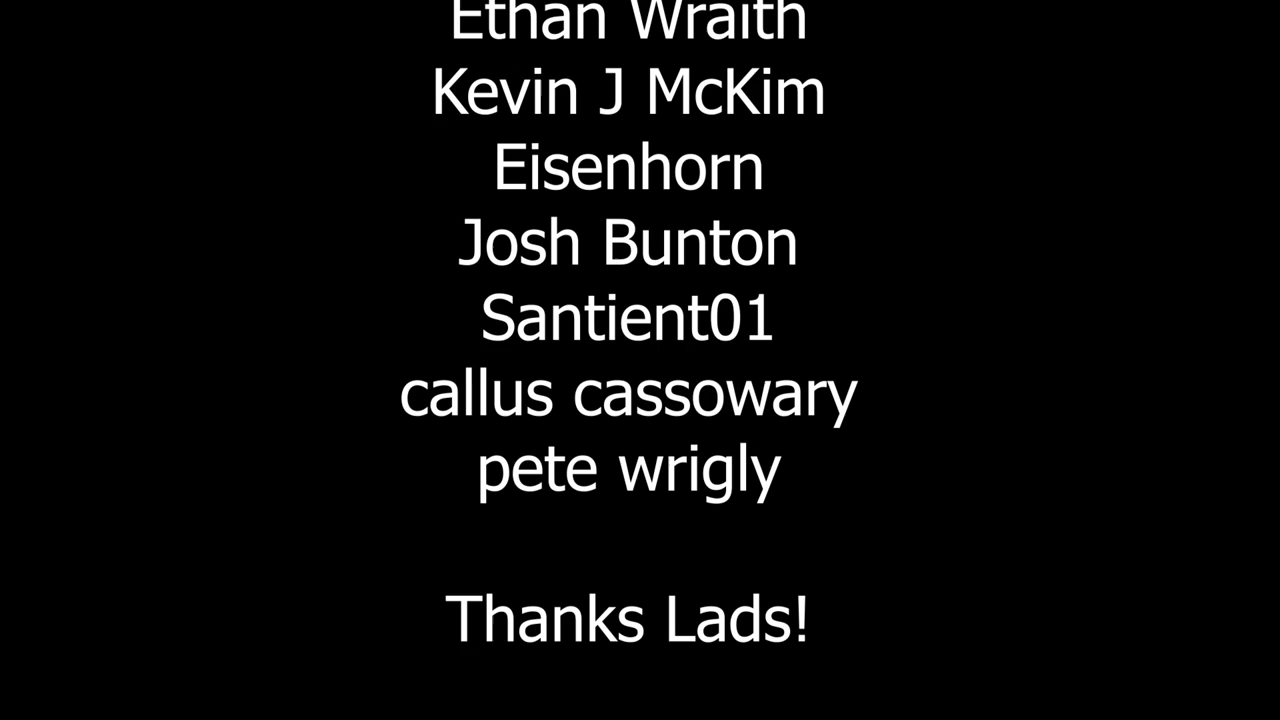 Ethan Wraith
Kevin J McKim
Eisenhorn
Josh Bunton
Santient01
callus cassowary
pete wrigly
Thanks Lads!